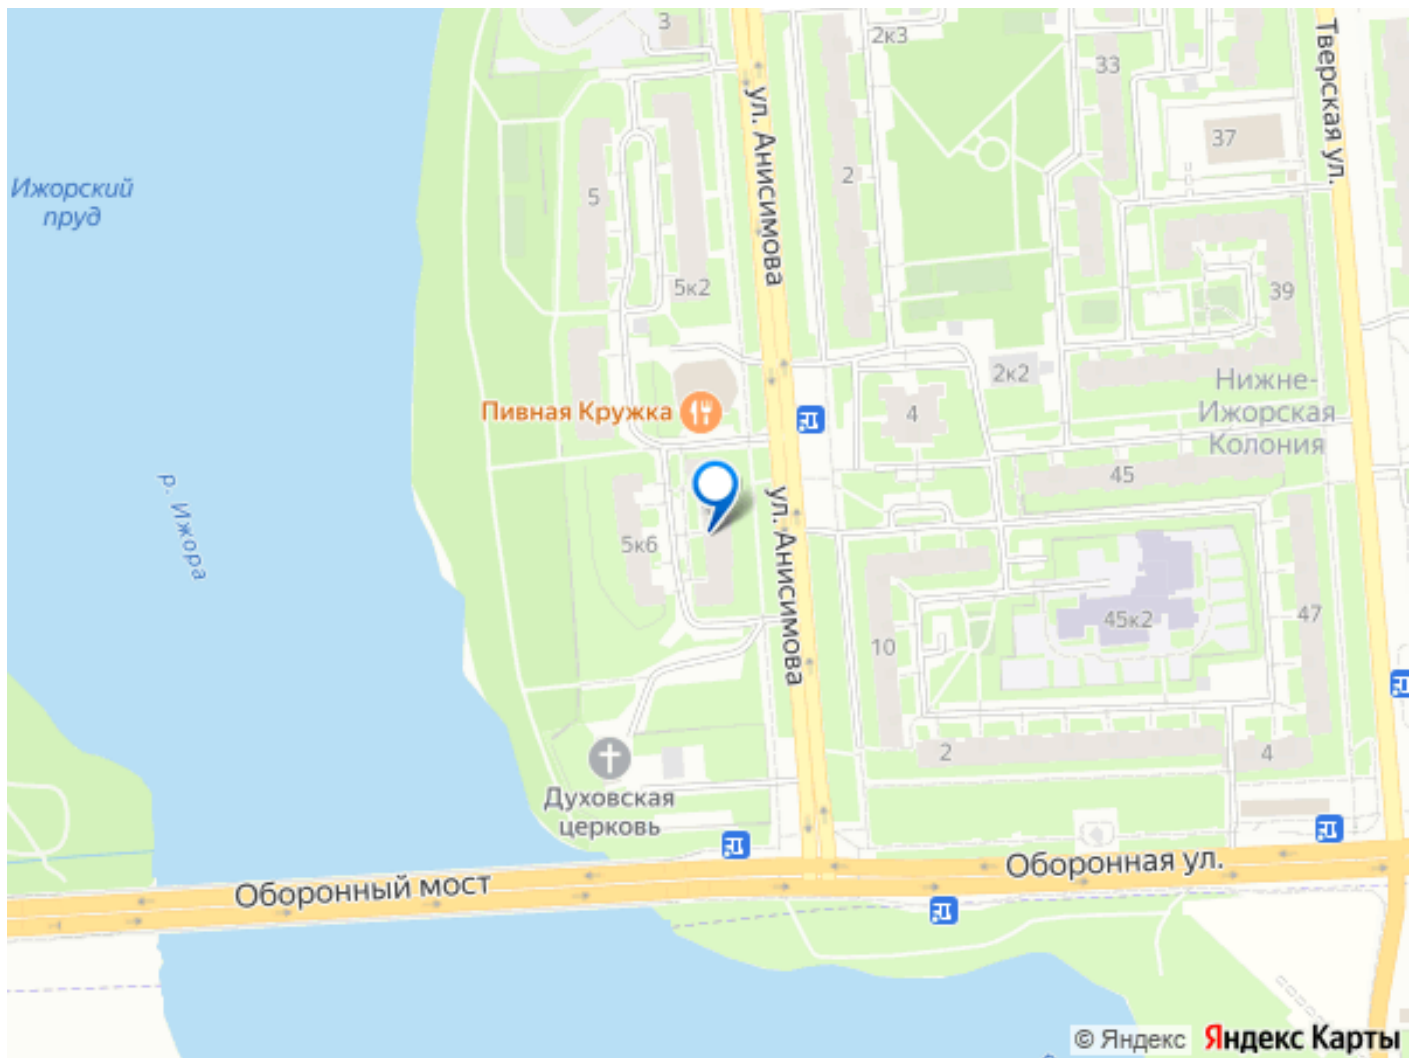 3
2к3
Тверская ул.
33
ул. Анисимова
37
Ижорский
пруд
5
2
5к2
39
2к2
Нижне-
Ижорская
Колония
Пивная Кружка
4
45
р. Ижора
ул. Анисимова
5к6
45к2
47
10
2
4
Духовская
церковь
Оборонный мост
Оборонная ул.
© Яндекс Яндекс Карты